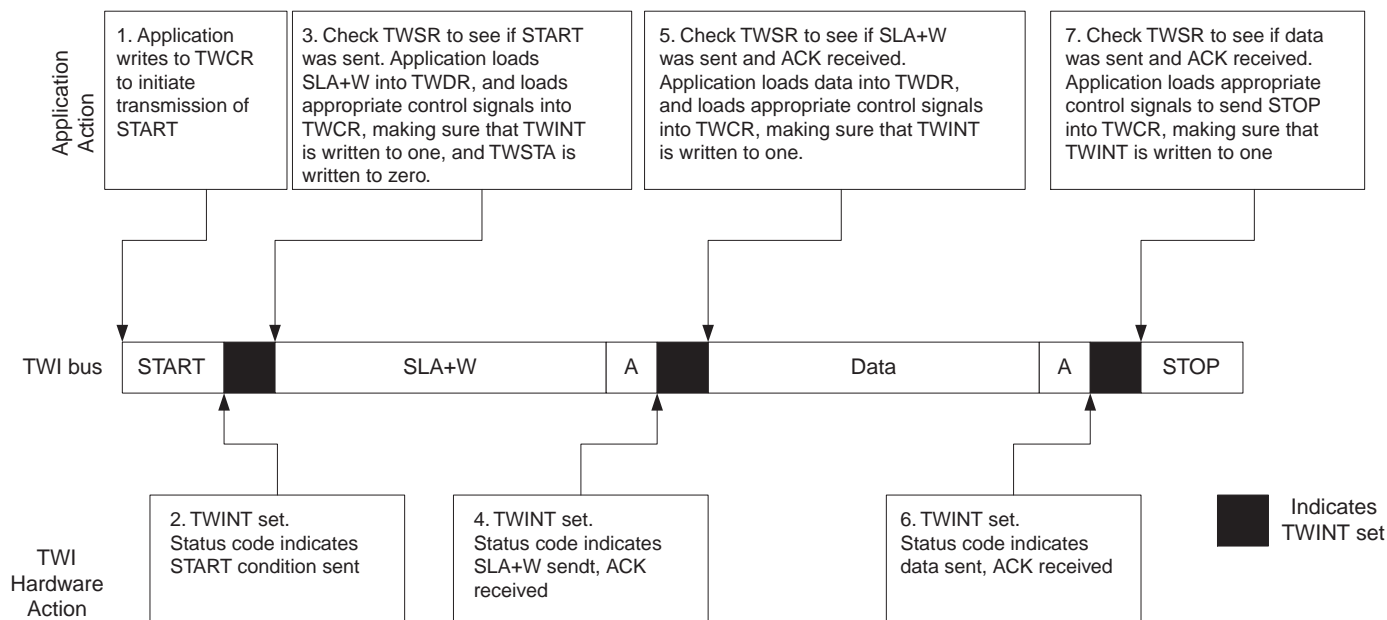 Application
Action
1. Application
writes to TWCR
to initiate
transmission of
START
3. Check TWSR to see if START
was sent. Application loads
SLA+W into TWDR, and loads
appropriate control signals into
TWCR, making sure that TWINT
is written to one, and TWSTA is
written to zero.
5. Check TWSR to see if SLA+W
was sent and ACK received.
Application loads data into TWDR,
and loads appropriate control signals
into TWCR, making sure that TWINT
is written to one.
7. Check TWSR to see if data
was sent and ACK received.
Application loads appropriate
control signals to send STOP
into TWCR, making sure that
TWINT is written to one
TWI bus
START
SLA+W
A
Data
A
STOP
TWI
Hardware
Action
2. TWINT set.
Status code indicates
START condition sent
4. TWINT set.
Status code indicates
SLA+W sendt, ACK
received
6. TWINT set.
Status code indicates
data sent, ACK received
Indicates
TWINT set